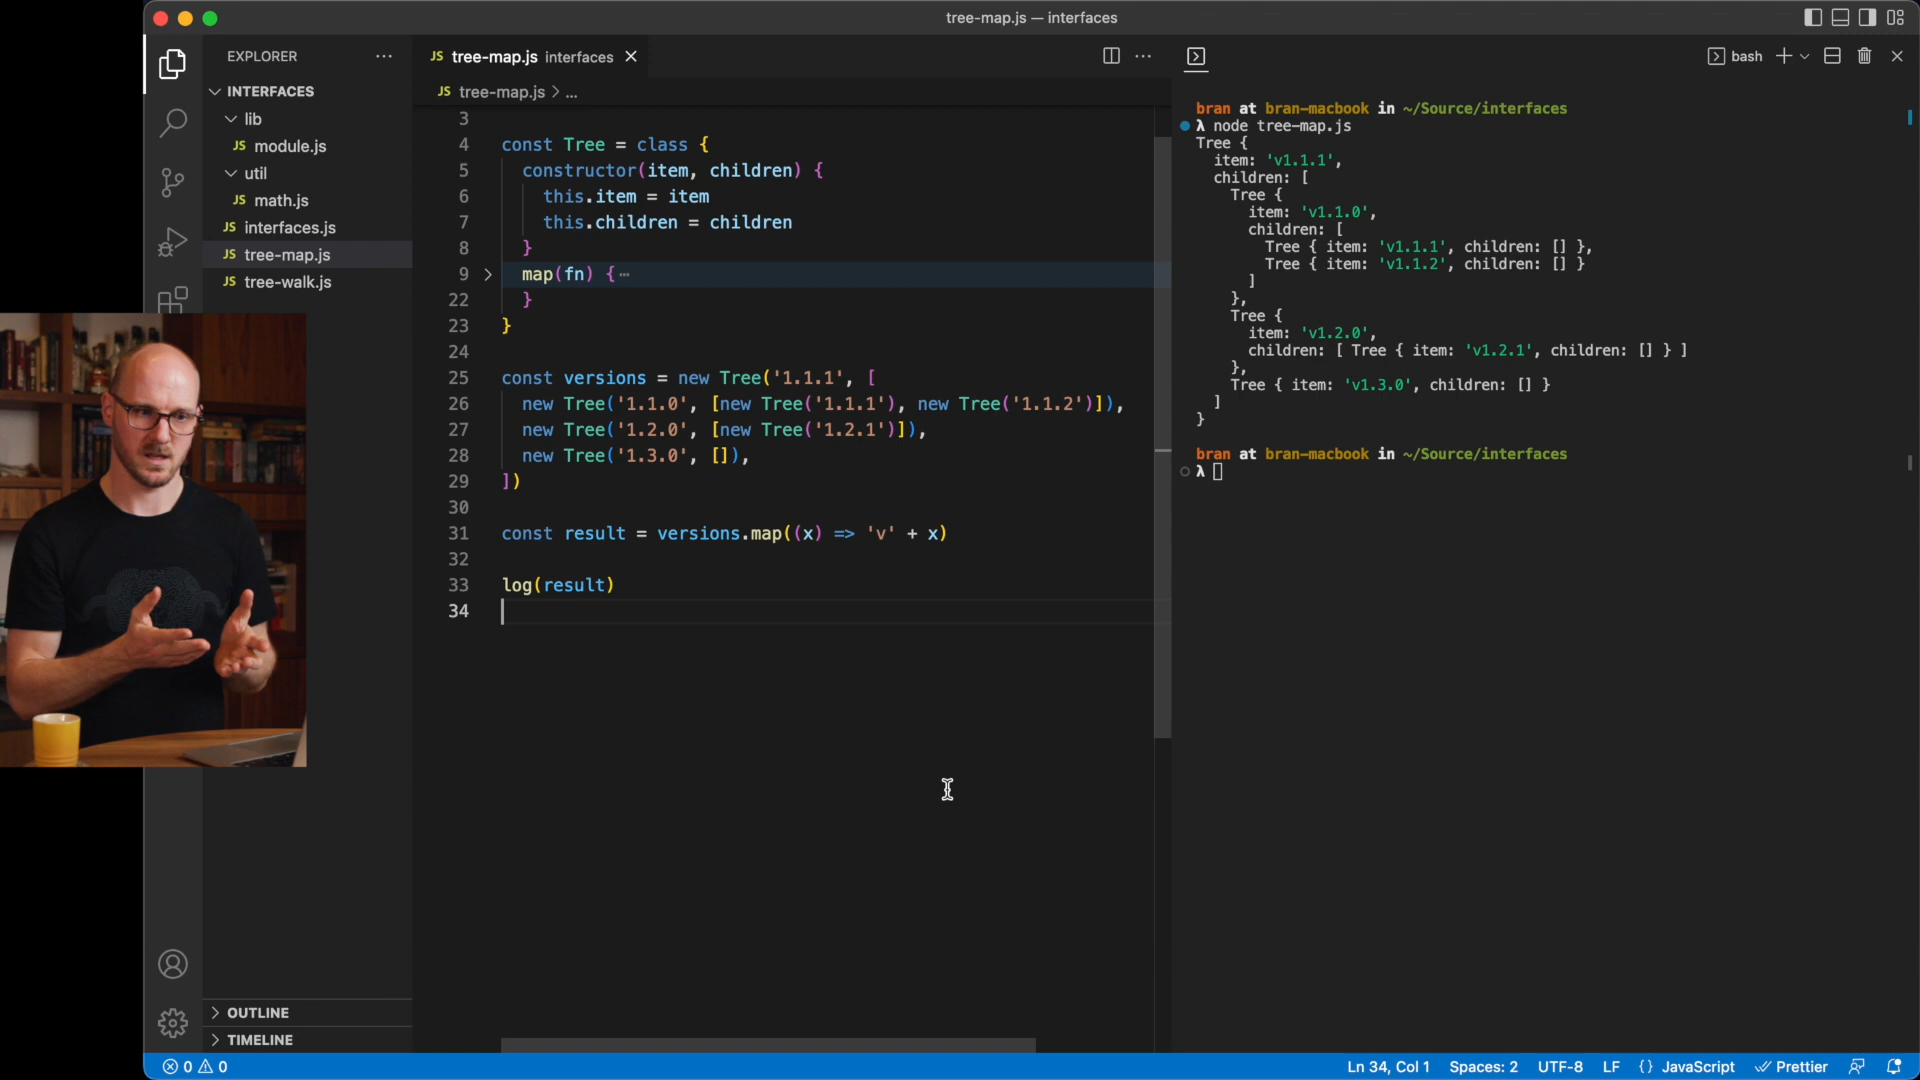 tree-map.js — interfaces
EXPLORER
INTERFACES
lib
JS module.js
util
JS math.js
JS interfaces.js
JS tree-map.js
JS tree-walk.js
OUTLINE
TIMELINE
JS tree-map.js interfaces
JS tree-map.js > ...
3
4 const Tree = class {
5 constructor(item, children) {
6 this.item = item
7 this.children = children
8 }
9 map(fn) {⋯
22 }
23 }
24
25 const versions = new Tree('1.1.1', [
26 new Tree('1.1.0', [new Tree('1.1.1'), new Tree('1.1.2')]),
27 new Tree('1.2.0', [new Tree('1.2.1')]),
28 new Tree('1.3.0', []),
29 ])
30
31 const result = versions.map((x) => 'v' + x)
32
33 log(result)
34
bash
bran at bran-macbook in ~/Source/interfaces
λ node tree-map.js
Tree {
item: 'v1.1.1',
children: [
Tree {
item: 'v1.1.0',
children: [
Tree { item: 'v1.1.1', children: [] },
Tree { item: 'v1.1.2', children: [] }
]
},
Tree {
item: 'v1.2.0',
children: [ Tree { item: 'v1.2.1', children: [] } ]
},
Tree { item: 'v1.3.0', children: [] }
]
}
bran at bran-macbook in ~/Source/interfaces
λ
0 0
Ln 34, Col 1 Spaces: 2 UTF-8 LF {} JavaScript Prettier